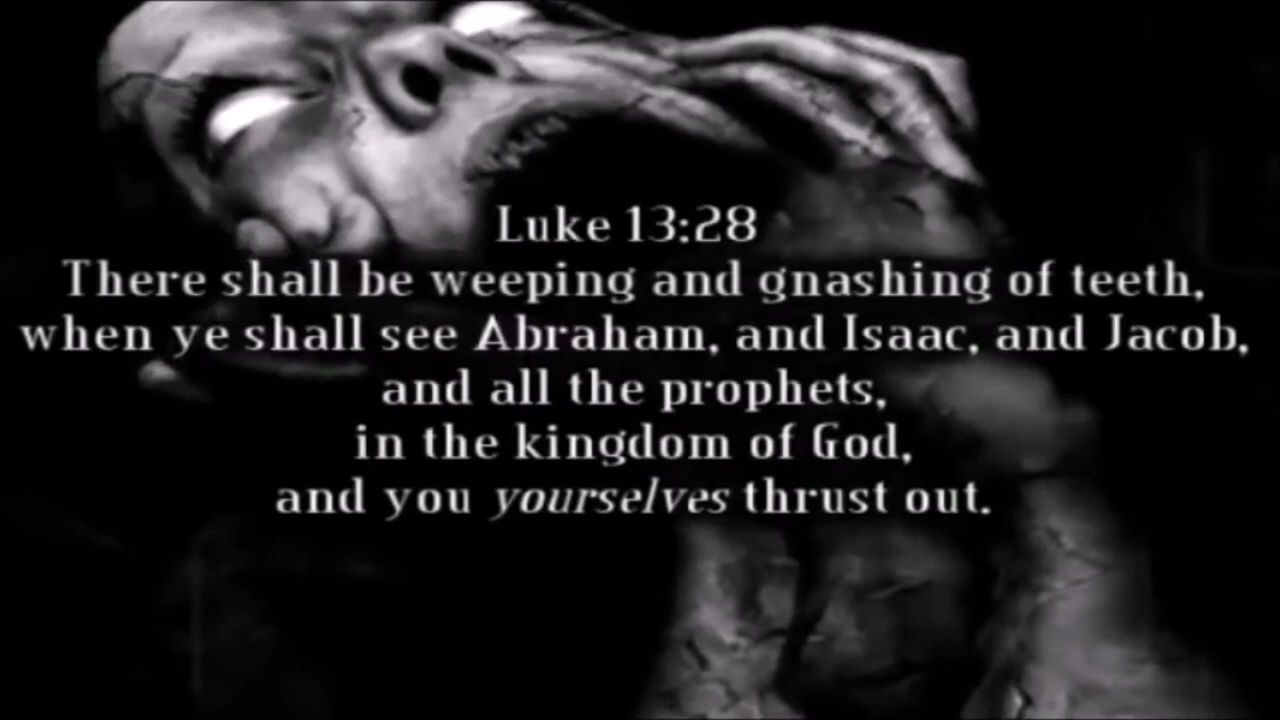 Luke 13:28
There shall be weeping and gnashing of teeth,
when ye shall see Abraham, and Isaac, and Jacob,
and all the prophets,
in the kingdom of God,
and you yourselves thrust out.